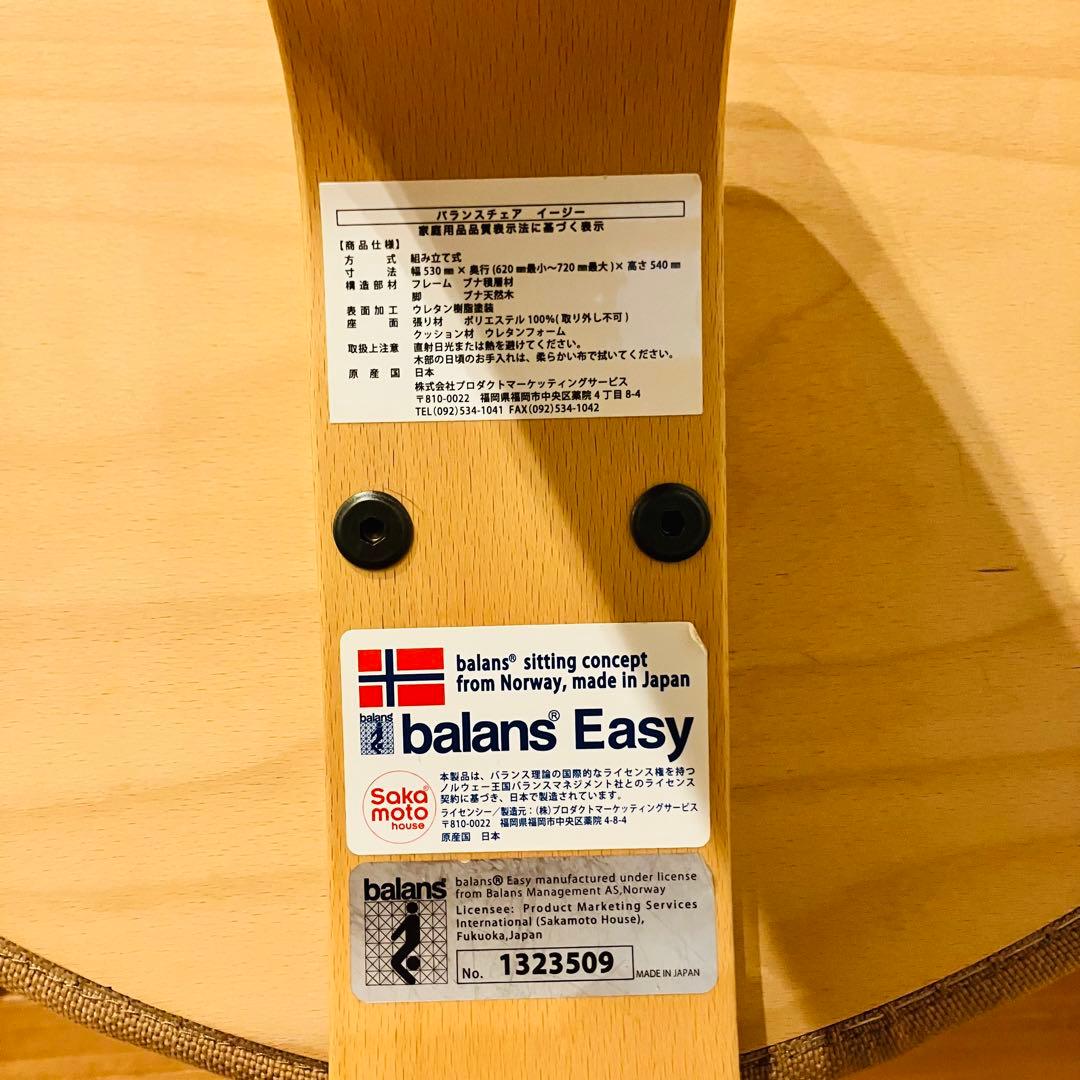 バランスチェア　イージー
家庭用品品質表示法に基づく表示
【商品仕様】
方　　式　組み立て式
寸　　法　幅 530 ㎜ × 奥行 (620 ㎜最小〜720 ㎜最大 )× 高さ 540 ㎜
構造部材　フレーム　ブナ積層材
脚　　　ブナ天然木
表面加工　ウレタン樹脂塗装
座　　面　張り材　ポリエステル 100%( 取り外し不可 )
クッション材　ウレタンフォーム
取扱上注意　直射日光または熱を避けてください。
木部の日頃のお手入れは、柔らかい布で拭いてください。
原 産 国　日本
株式会社プロダクトマーケッティングサービス
〒810-0022　福岡県福岡市中央区薬院 4 丁目 8-4
TEL(092)534-1041 FAX(092)534-1042
balans® sitting concept
from Norway, made in Japan
balans
balans® Easy
本製品は、バランス理論の国際的なライセンス権を持つ
ノルウェー王国バランスマネジメント社とのライセンス
契約に基づき、日本で製造されています。
ライセンシー／製造元：(株)プロダクトマーケッティングサービス
〒810-0022　福岡県福岡市中央区薬院 4-8-4
原産国　日本
Saka®
moto
house
balans®
balans® Easy manufactured under license
from Balans Management AS,Norway
Licensee: Product Marketing Services
International (Sakamoto House),
Fukuoka,Japan
No. 1323509
MADE IN JAPAN